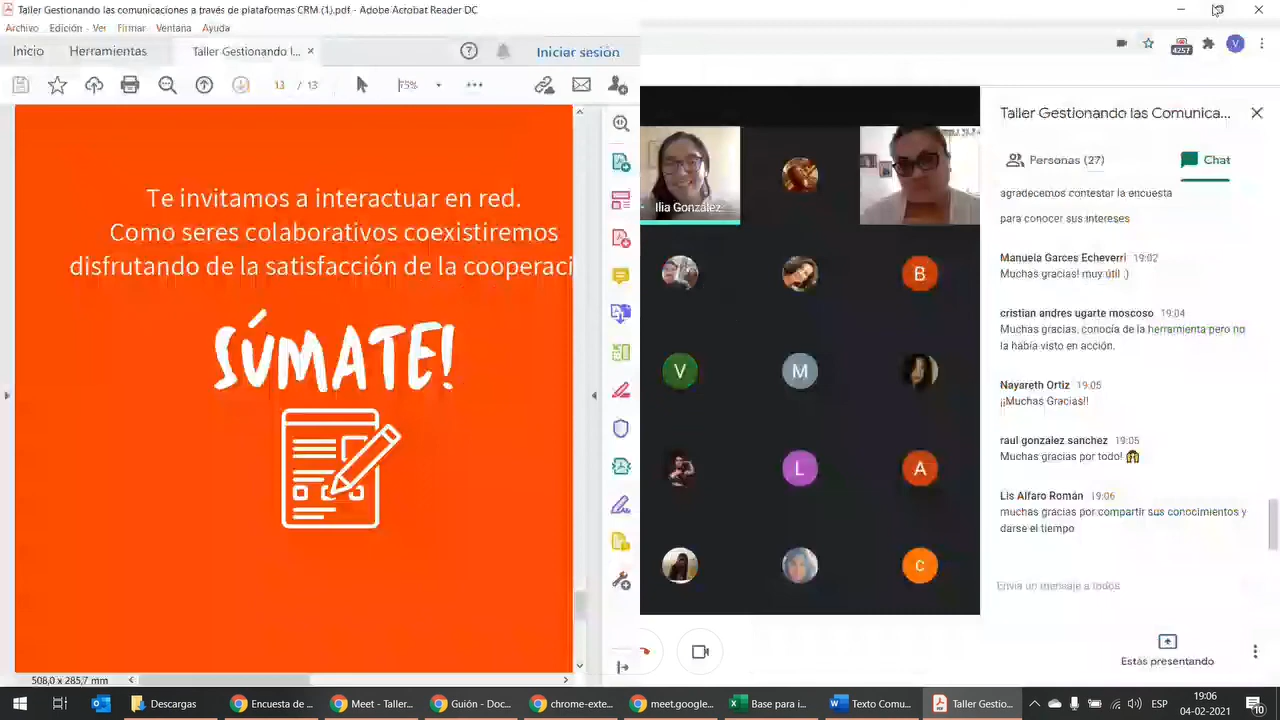 Taller Gestionando las comunicaciones a través de plataformas CRM (1).pdf - Adobe Acrobat Reader DC
Archivo Edición Ver Firmar Ventana Ayuda
Inicio Herramientas Taller Gestionando l... × Iniciar sesión
13 / 13 75%
4257 V
Te invitamos a interactuar en red.
Como seres colaborativos coexistiremos
disfrutando de la satisfacción de la cooperaci
SÚMATE!
508,0 x 285,7 mm
Ilia González
B
V M
L A
C
Taller Gestionando las Comunica...
Personas (27) Chat
agradecemos contestar la encuesta
para conocer sus intereses
Manuela Garces Echeverri 19:02
Muchas gracias! muy útil :)
cristian andres ugarte moscoso 19:04
Muchas gracias, conocía de la herramienta pero no
la había visto en acción.
Nayareth Ortiz 19:05
¡¡Muchas Gracias!!
raul gonzalez sanchez 19:05
Muchas gracias por todo!
Lis Alfaro Román 19:06
muchas gracias por compartir sus conocimientos y
darse el tiempo
Envía un mensaje a todos
Estás presentando
Descargas Encuesta de ... Meet - Taller... Guión - Doc... chrome-exte... meet.google... Base para i... Texto Comu... Taller Gestio... ESP 19:06
04-02-2021 10